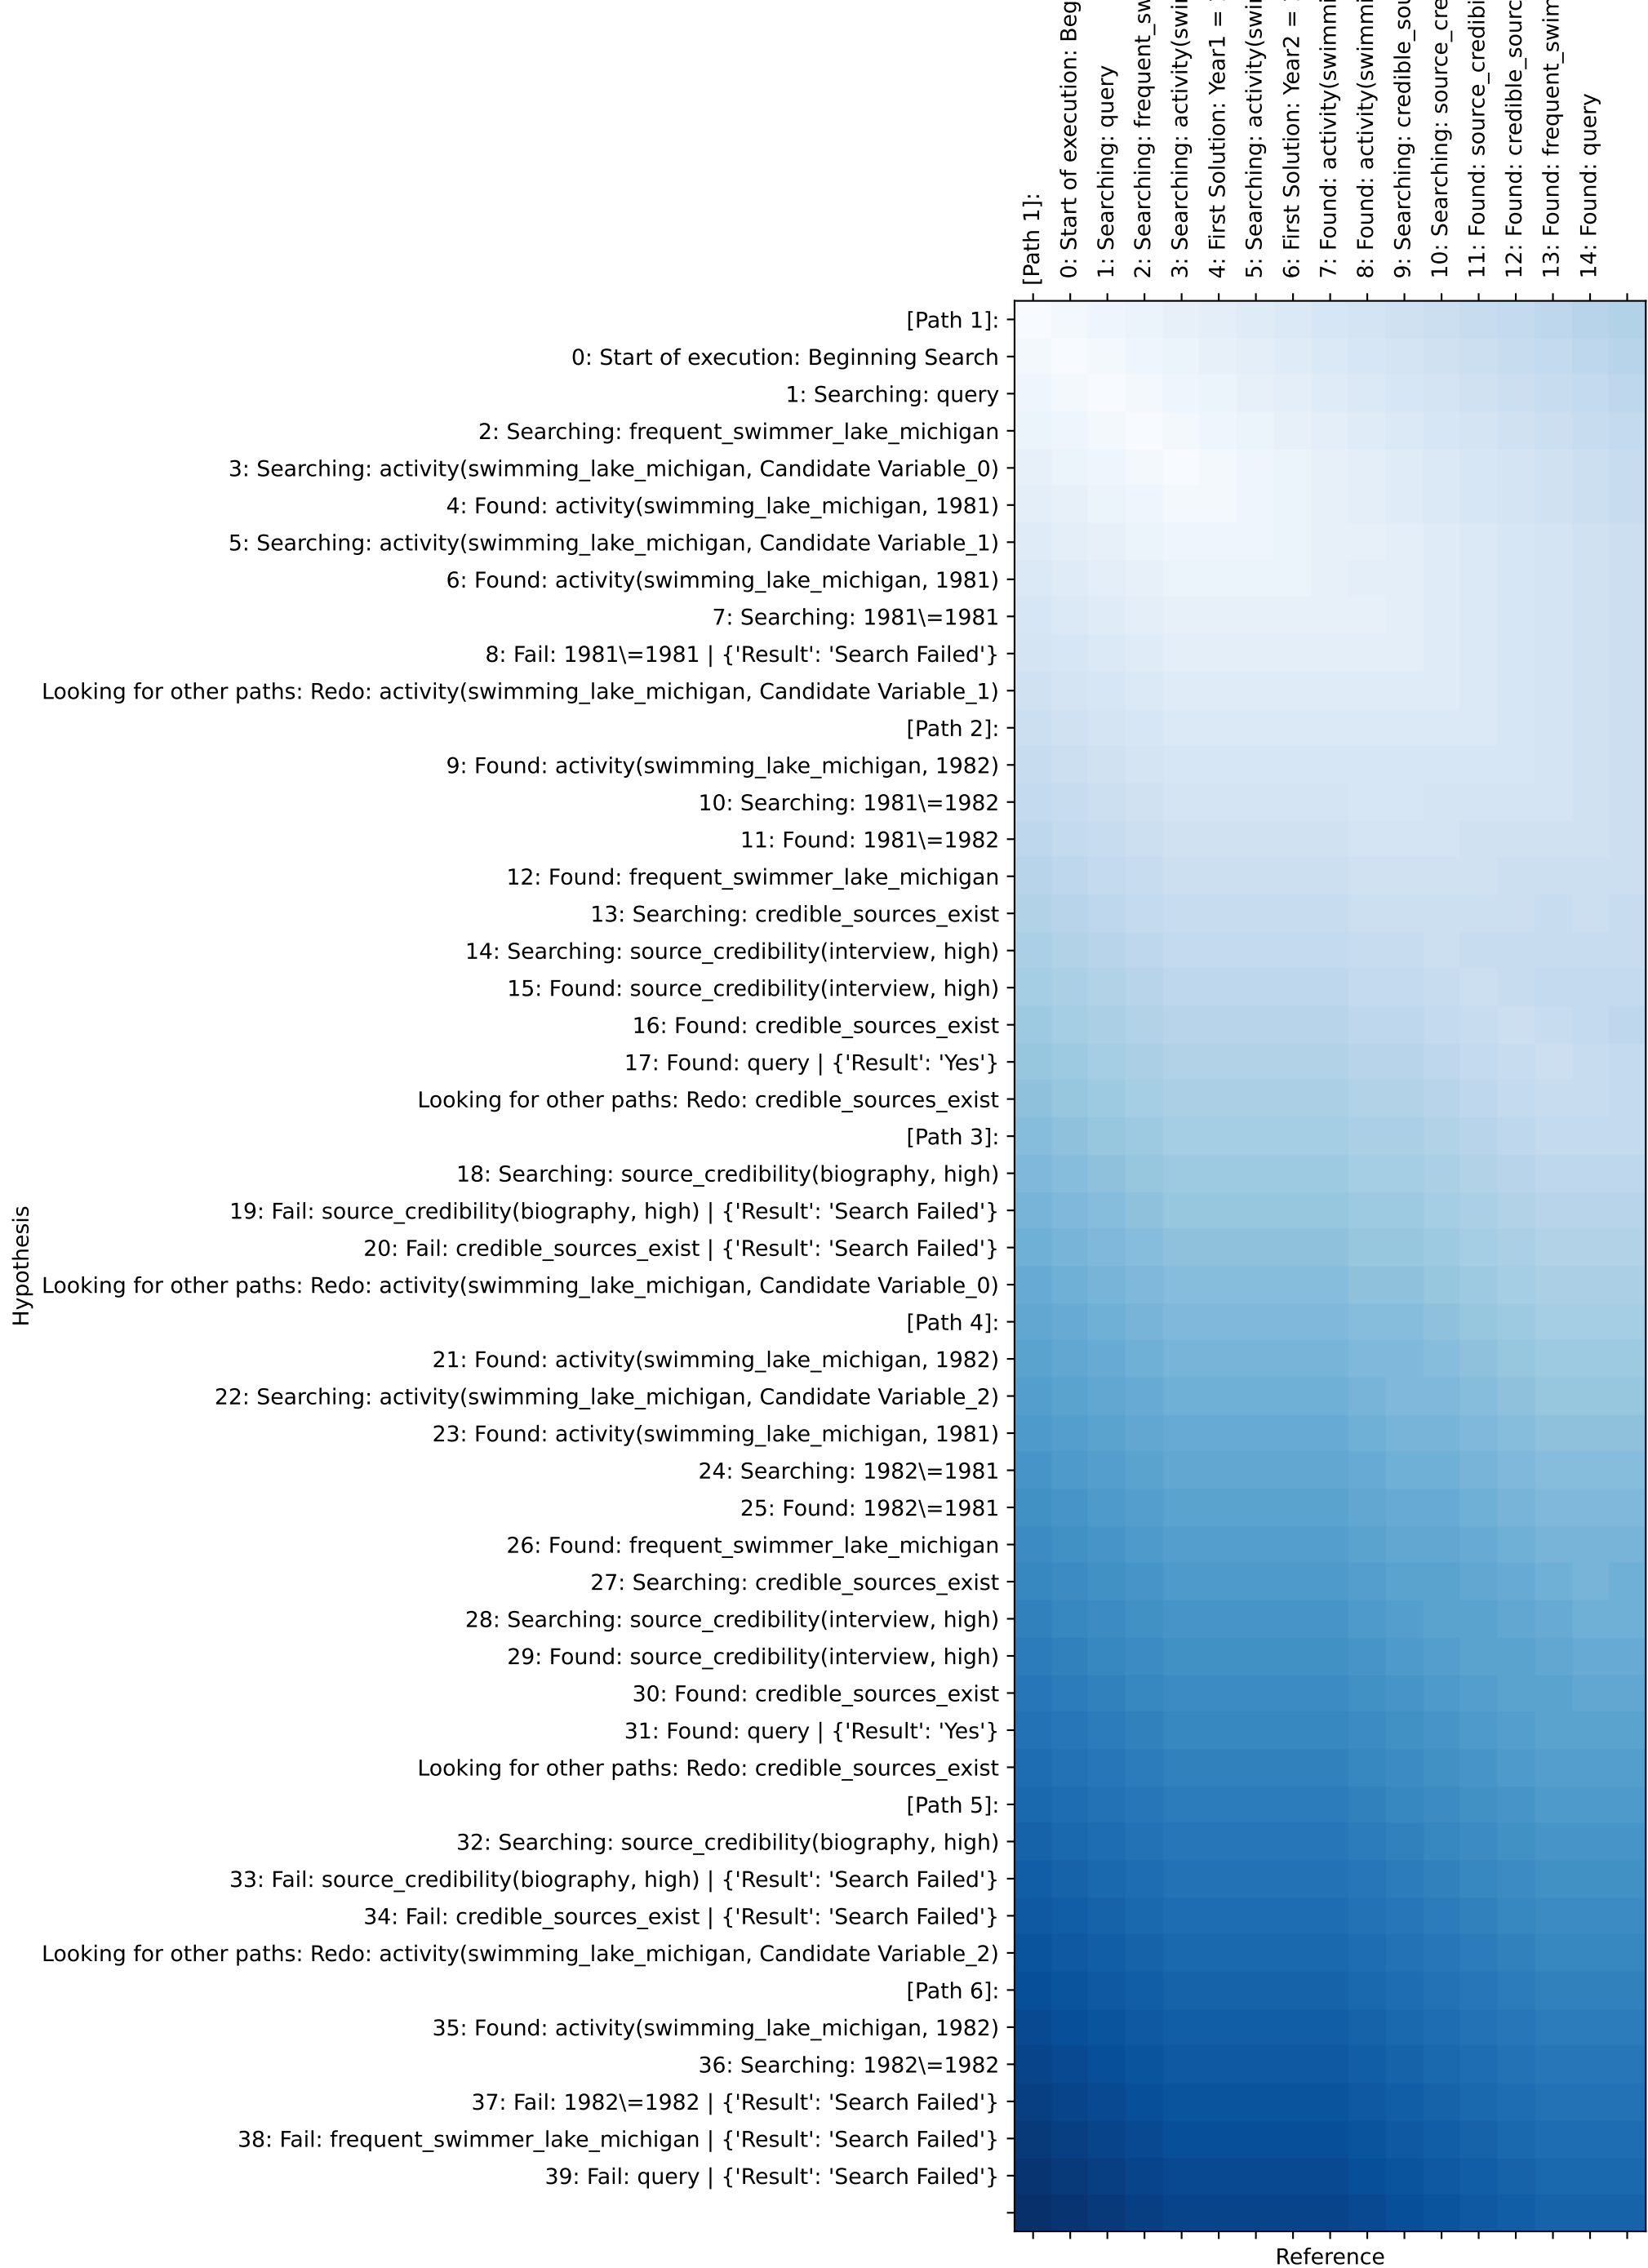 [Path 1]:
0: Start of execution: Beg
1: Searching: query
2: Searching: frequent_sw
3: Searching: activity(swi
4: First Solution: Year1 =
5: Searching: activity(swi
6: First Solution: Year2 =
7: Found: activity(swimmi
8: Found: activity(swimmi
9: Searching: credible_sou
10: Searching: source_cre
11: Found: source_credibi
12: Found: credible_sourc
13: Found: frequent_swim
14: Found: query
[Path 1]:
0: Start of execution: Beginning Search
1: Searching: query
2: Searching: frequent_swimmer_lake_michigan
3: Searching: activity(swimming_lake_michigan, Candidate Variable_0)
4: Found: activity(swimming_lake_michigan, 1981)
5: Searching: activity(swimming_lake_michigan, Candidate Variable_1)
6: Found: activity(swimming_lake_michigan, 1981)
7: Searching: 1981\=1981
8: Fail: 1981\=1981 | {'Result': 'Search Failed'}
Looking for other paths: Redo: activity(swimming_lake_michigan, Candidate Variable_1)
[Path 2]:
9: Found: activity(swimming_lake_michigan, 1982)
10: Searching: 1981\=1982
11: Found: 1981\=1982
12: Found: frequent_swimmer_lake_michigan
13: Searching: credible_sources_exist
14: Searching: source_credibility(interview, high)
15: Found: source_credibility(interview, high)
16: Found: credible_sources_exist
17: Found: query | {'Result': 'Yes'}
Looking for other paths: Redo: credible_sources_exist
[Path 3]:
18: Searching: source_credibility(biography, high)
19: Fail: source_credibility(biography, high) | {'Result': 'Search Failed'}
20: Fail: credible_sources_exist | {'Result': 'Search Failed'}
Looking for other paths: Redo: activity(swimming_lake_michigan, Candidate Variable_0)
[Path 4]:
21: Found: activity(swimming_lake_michigan, 1982)
22: Searching: activity(swimming_lake_michigan, Candidate Variable_2)
23: Found: activity(swimming_lake_michigan, 1981)
24: Searching: 1982\=1981
25: Found: 1982\=1981
26: Found: frequent_swimmer_lake_michigan
27: Searching: credible_sources_exist
28: Searching: source_credibility(interview, high)
29: Found: source_credibility(interview, high)
30: Found: credible_sources_exist
31: Found: query | {'Result': 'Yes'}
Looking for other paths: Redo: credible_sources_exist
[Path 5]:
32: Searching: source_credibility(biography, high)
33: Fail: source_credibility(biography, high) | {'Result': 'Search Failed'}
34: Fail: credible_sources_exist | {'Result': 'Search Failed'}
Looking for other paths: Redo: activity(swimming_lake_michigan, Candidate Variable_2)
[Path 6]:
35: Found: activity(swimming_lake_michigan, 1982)
36: Searching: 1982\=1982
37: Fail: 1982\=1982 | {'Result': 'Search Failed'}
38: Fail: frequent_swimmer_lake_michigan | {'Result': 'Search Failed'}
39: Fail: query | {'Result': 'Search Failed'}
Hypothesis
Reference